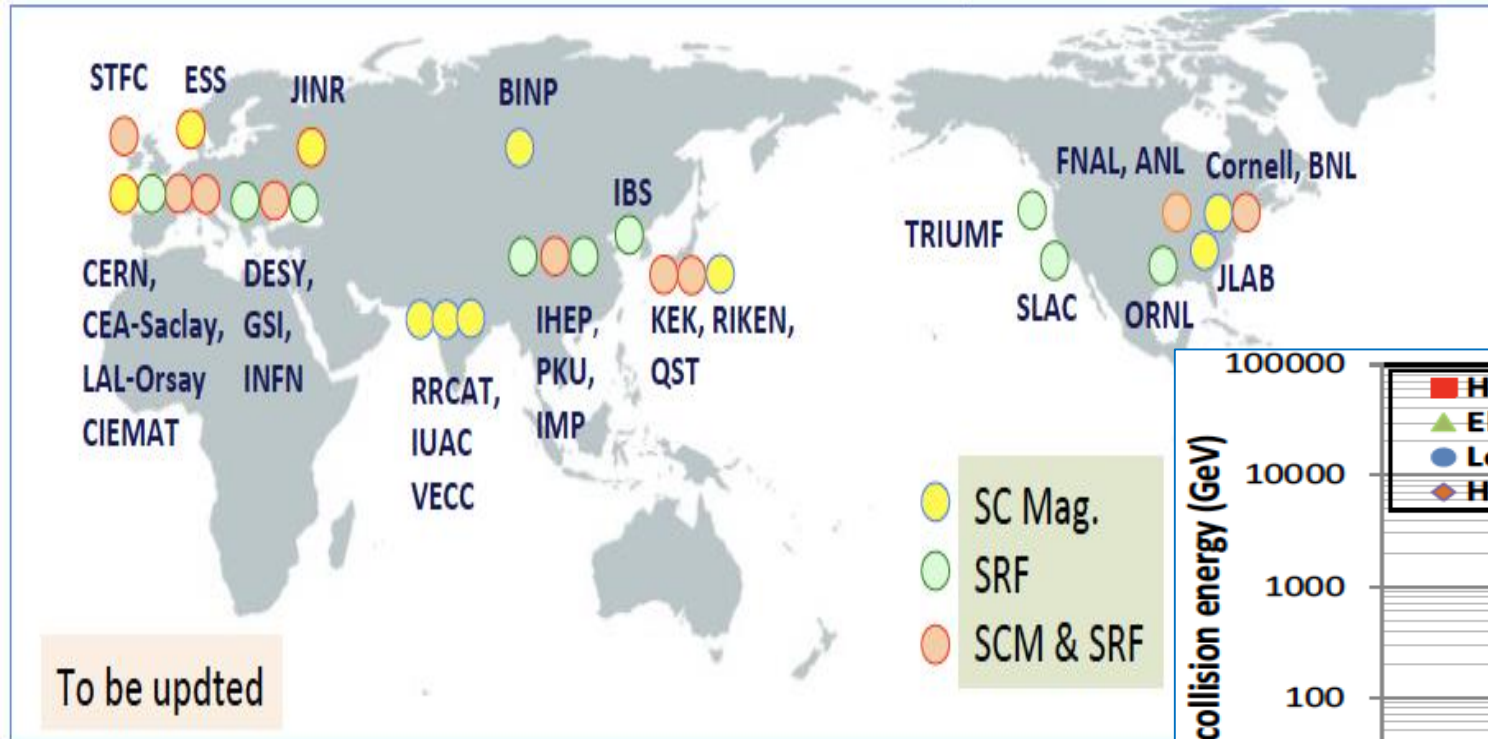 STFC
ESS
JINR
BINP
IBS
FNAL, ANL
Cornell, BNL
TRIUMF
SLAC
ORNL
JLAB
CERN,
CEA-Saclay,
LAL-Orsay
CIEMAT
DESY,
GSI,
INFN
RRCAT,
IUAC
VECC
IHEP,
PKU,
IMP
KEK, RIKEN,
QST
SC Mag.
SRF
SCM & SRF
To be updted
collision energy (GeV)
100000
10000
1000
100